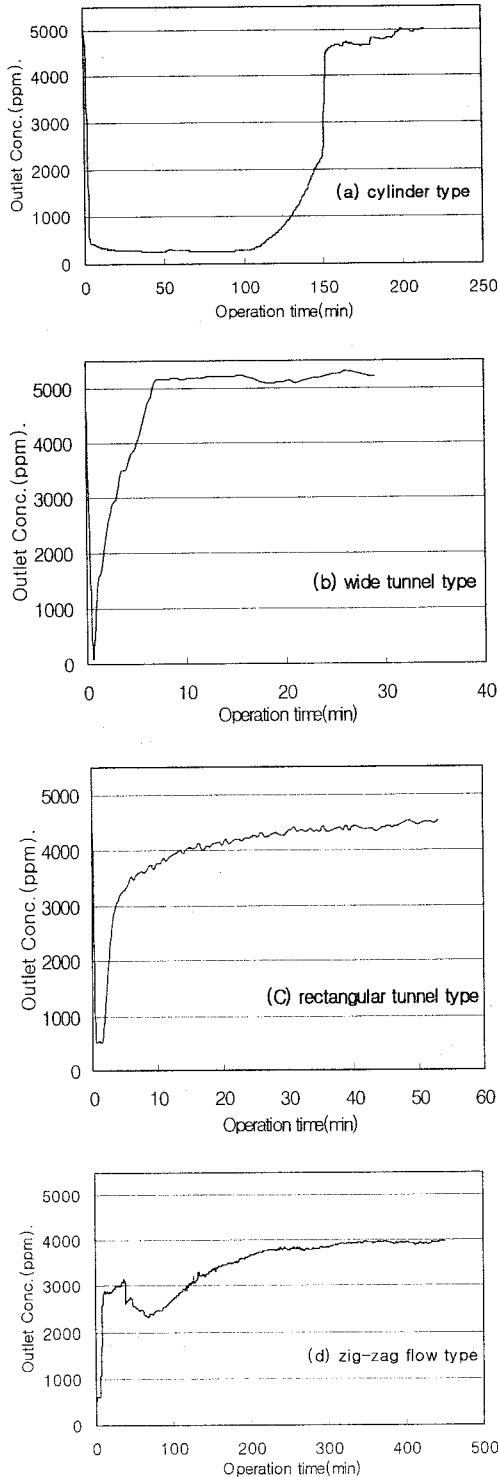 5000
4000
3000
2000
1000
0
Outlet Conc.(ppm).
(a) cylinder type
0 50 100 150 200 250
Operation time(min)
5000
4000
3000
2000
1000
0
Outlet Conc.(ppm).
(b) wide tunnel type
0 10 20 30 40
Operation time(min)
5000
4000
3000
2000
1000
0
Outlet Conc.(ppm).
(C) rectangular tunnel type
0 10 20 30 40 50 60
Operation time(min)
5000
4000
3000
2000
1000
0
Outlet Conc.(ppm).
(d) zig-zag flow type
0 100 200 300 400 500
Operation time(min)